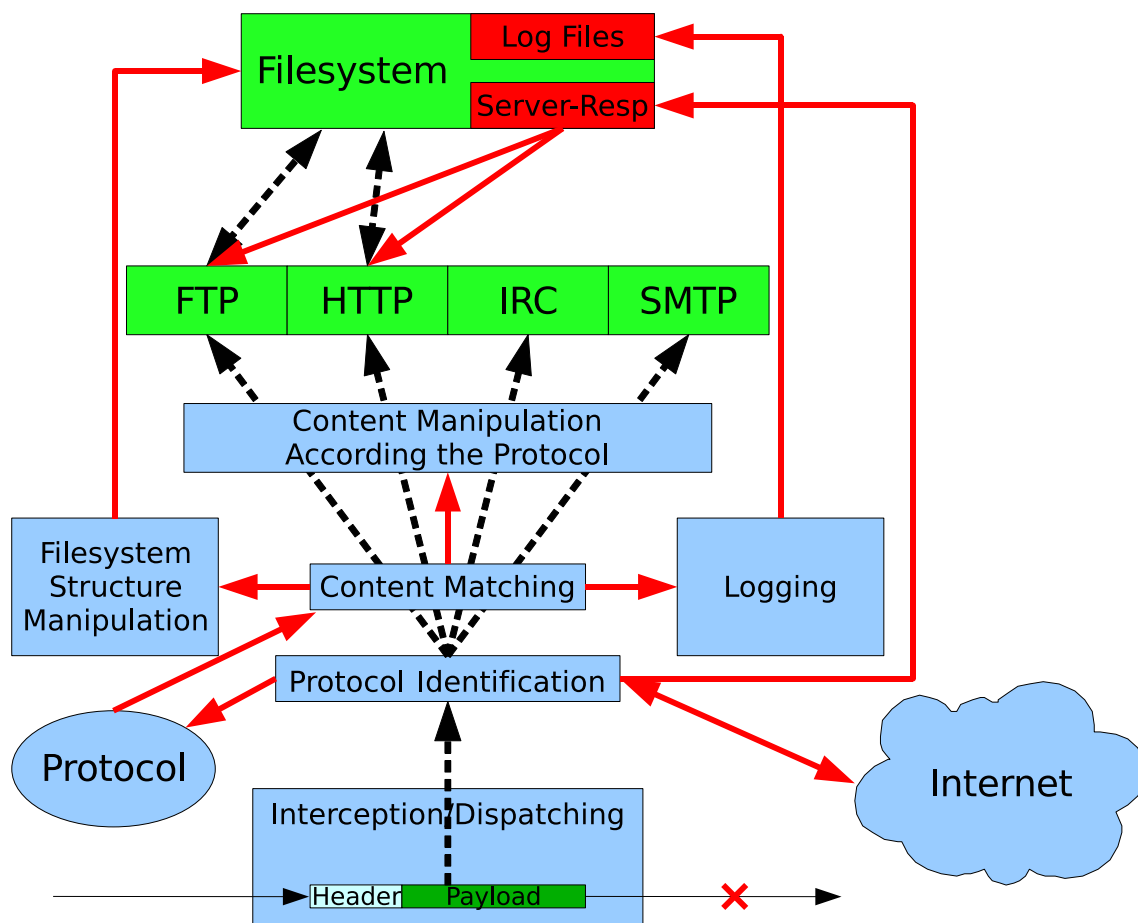 Log Files
Filesystem
Server-Resp
FTP
HTTP
IRC
SMTP
Content Manipulation
According the Protocol
Filesystem
Structure
Manipulation
Content Matching
Logging
Protocol Identification
Protocol
Internet
Interception/Dispatching
Header
Payload